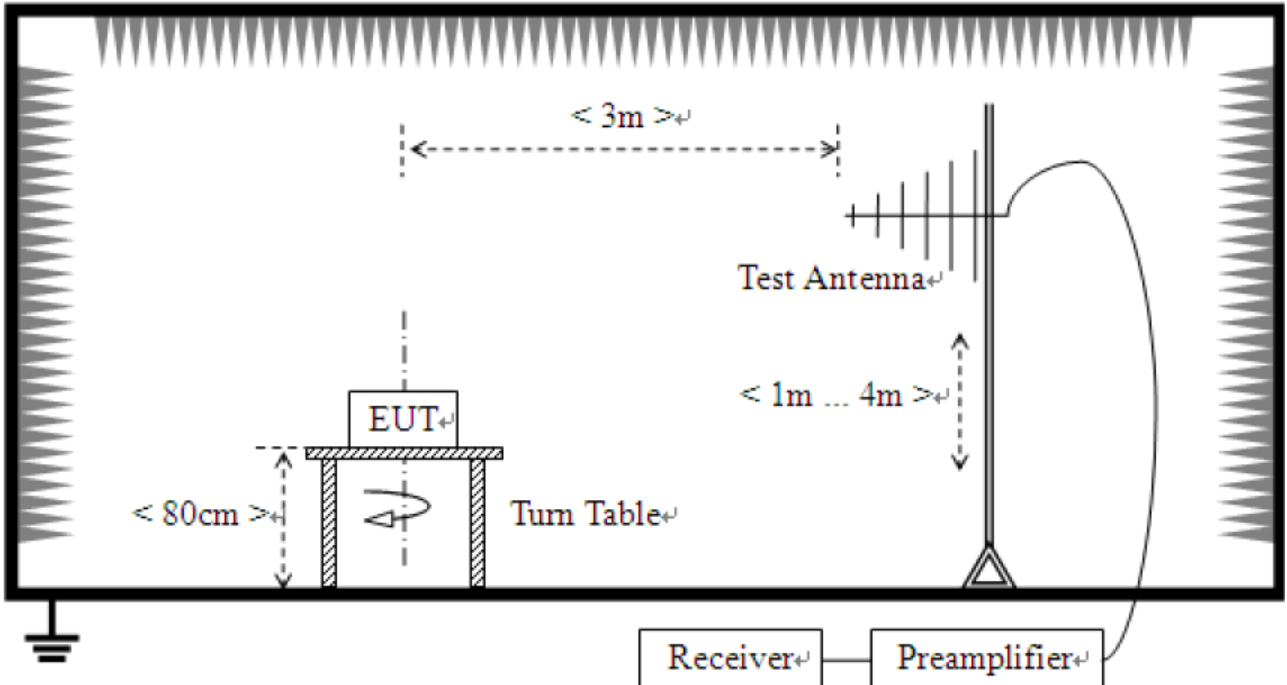 < 3m >↵
Test Antenna↵
< 1m ... 4m >↵
EUT↵
< 80cm >↵
Turn Table↵
Receiver↵
Preamplifier↵